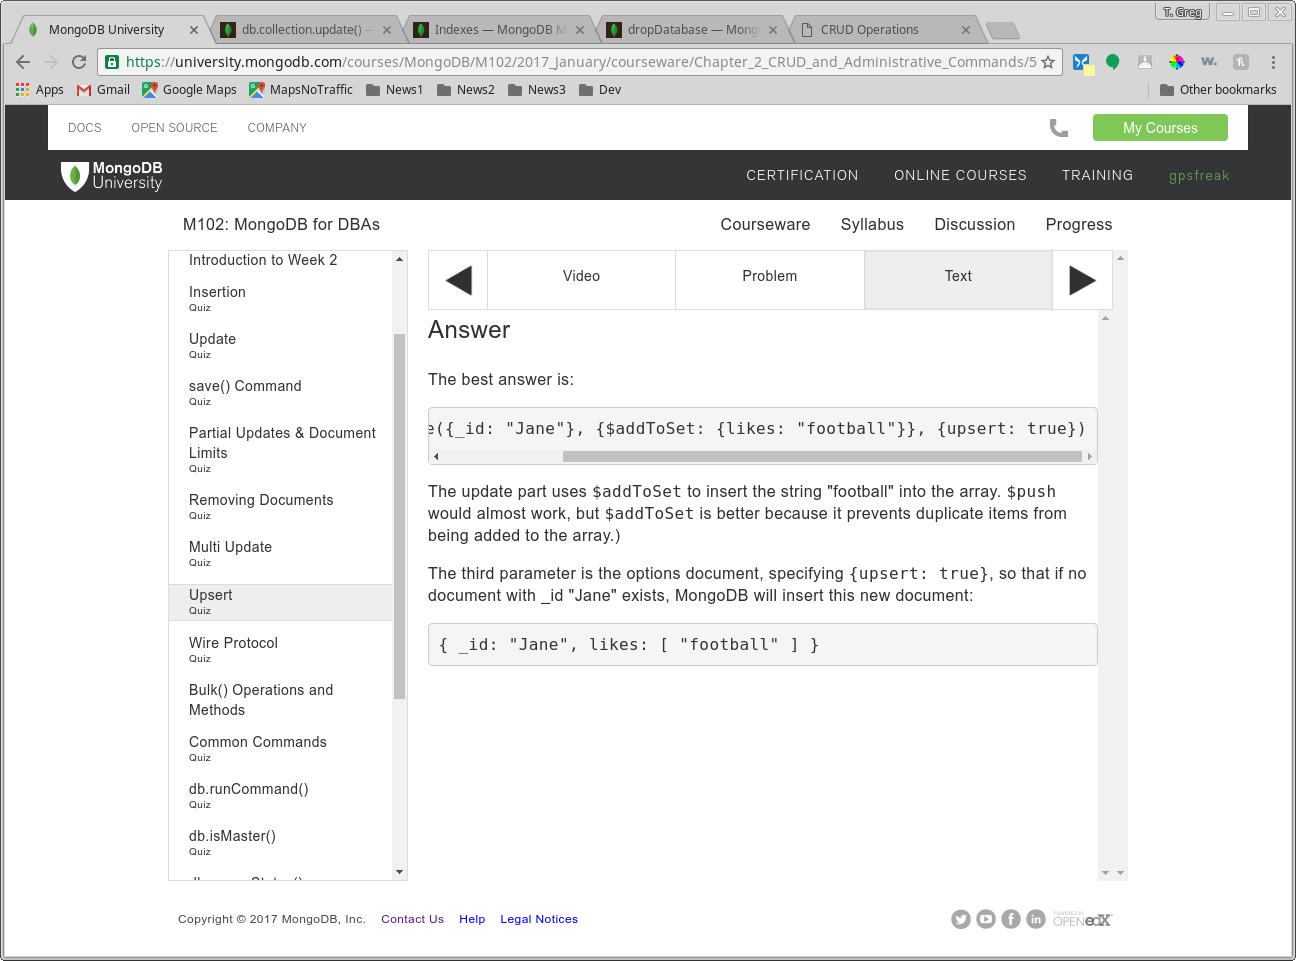 T. Greg
MongoDB University
db.collection.update() —
Indexes — MongoDB M
dropDatabase — Mong
CRUD Operations
https://university.mongodb.com/courses/MongoDB/M102/2017_January/courseware/Chapter_2_CRUD_and_Administrative_Commands/5
Apps
Gmail
Google Maps
MapsNoTraffic
News1
News2
News3
Dev
Other bookmarks
DOCS
OPEN SOURCE
COMPANY
My Courses
MongoDB
University
CERTIFICATION
ONLINE COURSES
TRAINING
gpsfreak
M102: MongoDB for DBAs
Courseware
Syllabus
Discussion
Progress
Introduction to Week 2
Insertion
Quiz
Update
Quiz
save() Command
Quiz
Partial Updates & Document
Limits
Quiz
Removing Documents
Quiz
Multi Update
Quiz
Upsert
Quiz
Wire Protocol
Quiz
Bulk() Operations and
Methods
Common Commands
Quiz
db.runCommand()
Quiz
db.isMaster()
Quiz
Video
Problem
Text
Answer
The best answer is:
e({_id: "Jane"}, {$addToSet: {likes: "football"}}, {upsert: true})
The update part uses $addToSet to insert the string "football" into the array. $push
would almost work, but $addToSet is better because it prevents duplicate items from
being added to the array.)
The third parameter is the options document, specifying {upsert: true}, so that if no
document with _id "Jane" exists, MongoDB will insert this new document:
{ _id: "Jane", likes: [ "football" ] }
Copyright © 2017 MongoDB, Inc.
Contact Us
Help
Legal Notices
POWERED BY
OPEN edX